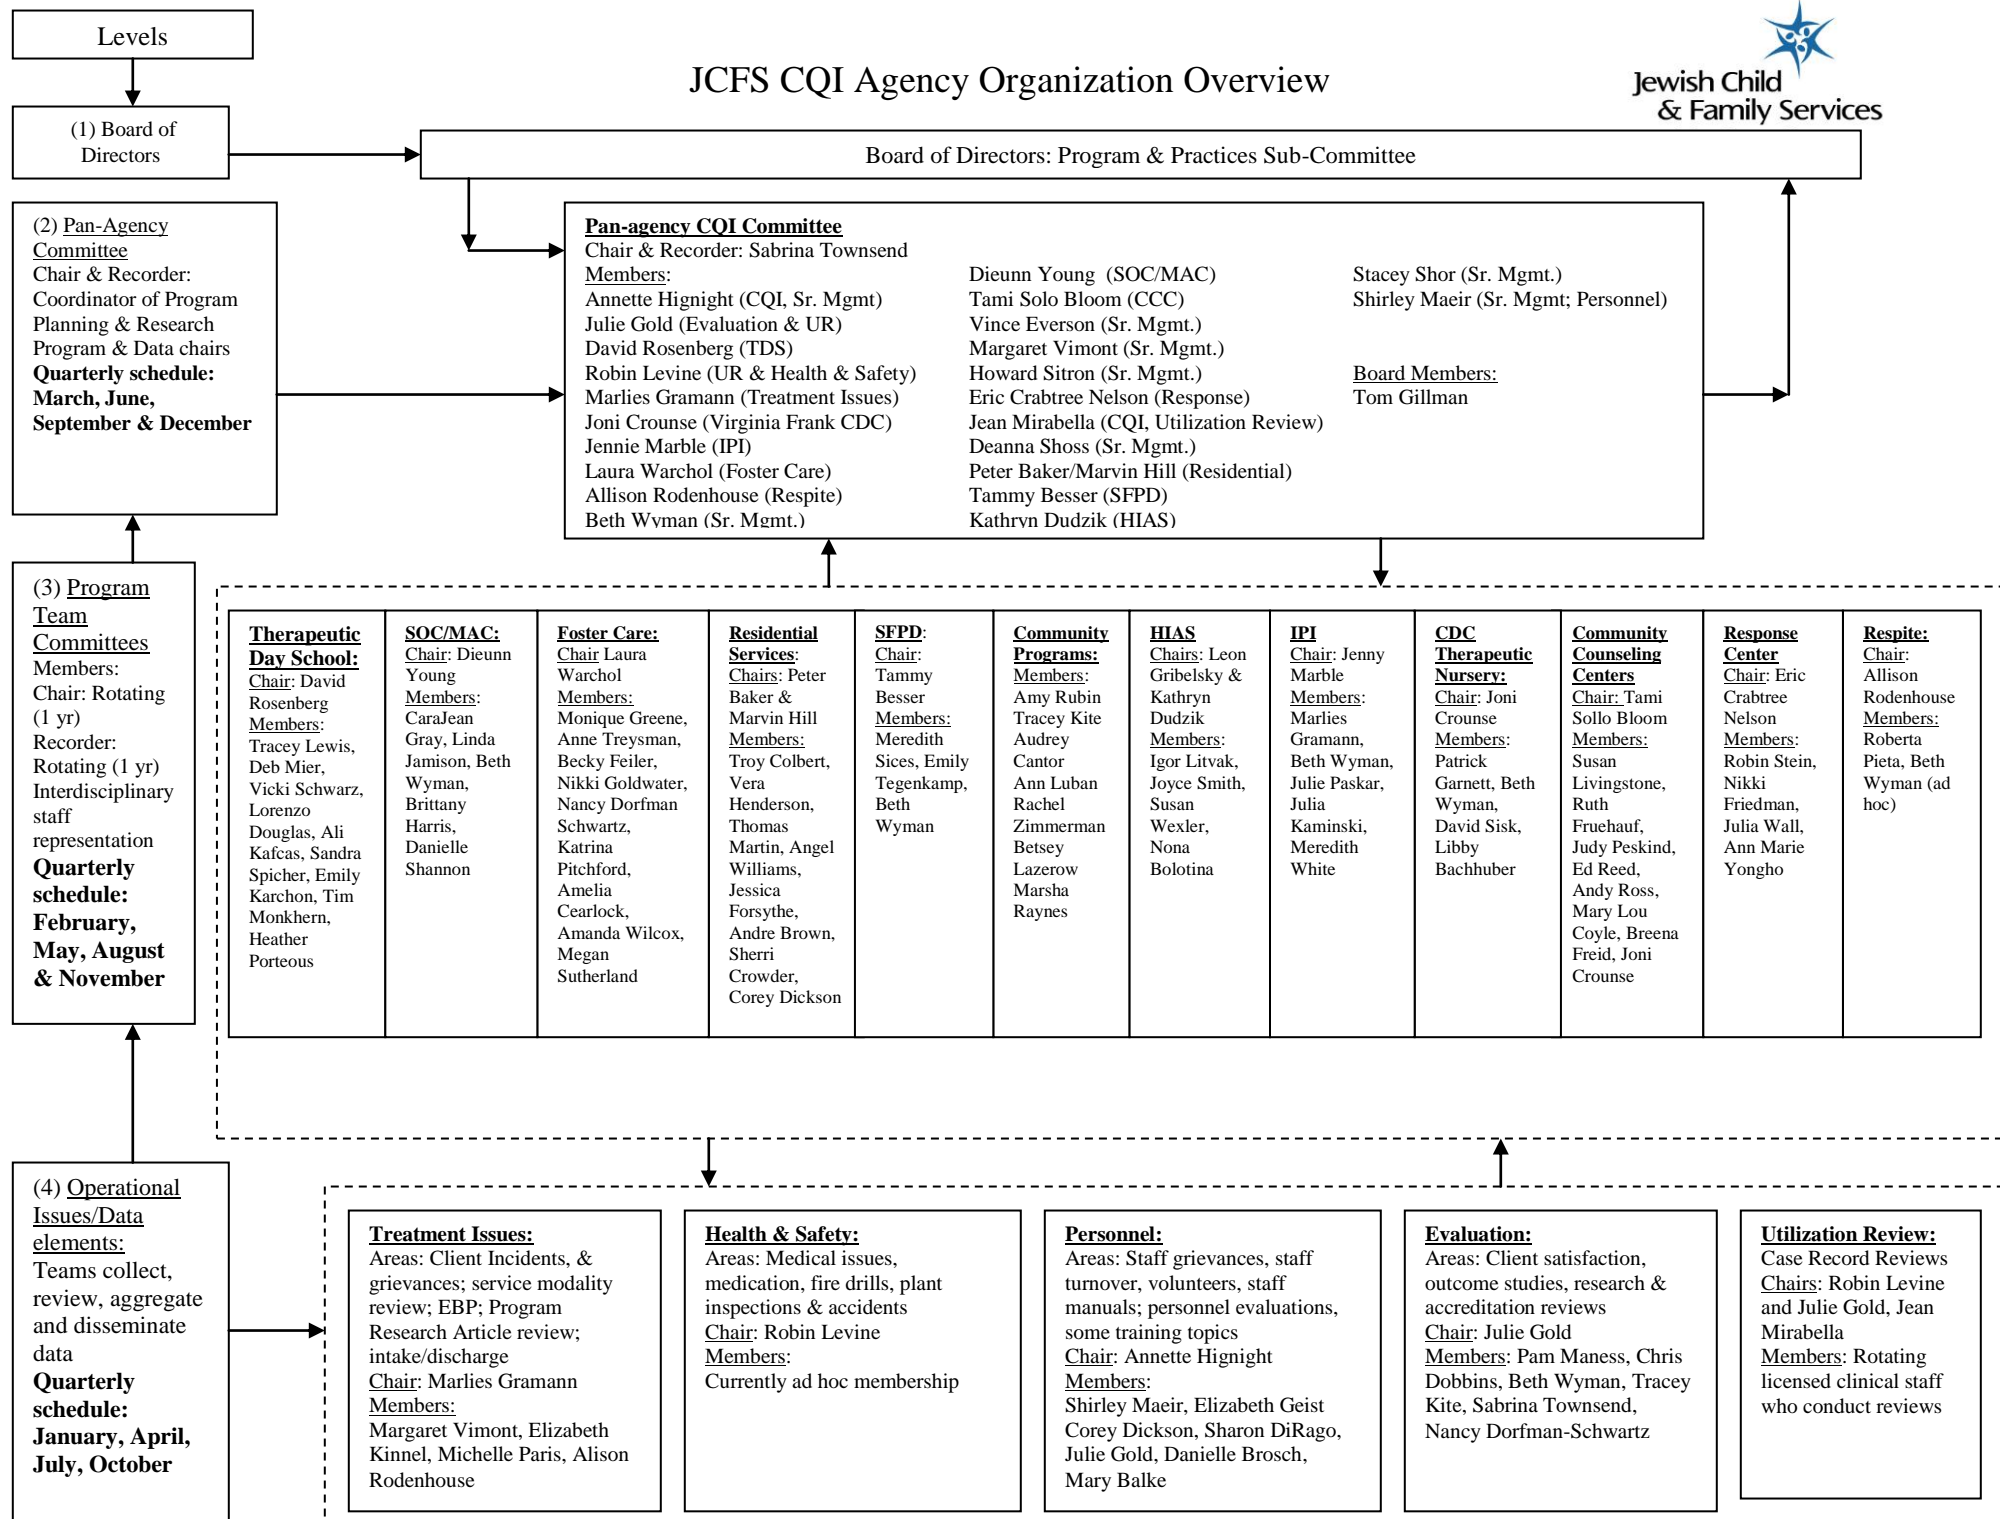 Levels
JCFS CQI Agency Organization Overview
Jewish Child
& Family Services
(1) Board of
Directors
Board of Directors: Program & Practices Sub-Committee
(2) Pan-Agency
Committee
Chair & Recorder:
Coordinator of Program
Planning & Research
Program & Data chairs
Quarterly schedule:
March, June,
September & December
Pan-agency CQI Committee
Chair & Recorder: Sabrina Townsend
Members:
Annette Hignight (CQI, Sr. Mgmt)
Julie Gold (Evaluation & UR)
David Rosenberg (TDS)
Robin Levine (UR & Health & Safety)
Marlies Gramann (Treatment Issues)
Joni Crounse (Virginia Frank CDC)
Jennie Marble (IPI)
Laura Warchol (Foster Care)
Allison Rodenhouse (Respite)
Beth Wyman (Sr. Mgmt.)
Dieunn Young (SOC/MAC)
Tami Solo Bloom (CCC)
Vince Everson (Sr. Mgmt.)
Margaret Vimont (Sr. Mgmt.)
Howard Sitron (Sr. Mgmt.)
Eric Crabtree Nelson (Response)
Jean Mirabella (CQI, Utilization Review)
Deanna Shoss (Sr. Mgmt.)
Peter Baker/Marvin Hill (Residential)
Tammy Besser (SFPD)
Kathryn Dudzik (HIAS)
Stacey Shor (Sr. Mgmt.)
Shirley Maeir (Sr. Mgmt; Personnel)
Board Members:
Tom Gillman
(3) Program
Team
Committees
Members:
Chair: Rotating
(1 yr)
Recorder:
Rotating (1 yr)
Interdisciplinary
staff
representation
Quarterly
schedule:
February,
May, August
& November
Therapeutic
Day School:
Chair: David
Rosenberg
Members:
Tracey Lewis,
Deb Mier,
Vicki Schwarz,
Lorenzo
Douglas, Ali
Kafcas, Sandra
Spicher, Emily
Karchon, Tim
Monkhern,
Heather
Porteous
SOC/MAC:
Chair: Dieunn
Young
Members:
CaraJean
Gray, Linda
Jamison, Beth
Wyman,
Brittany
Harris,
Danielle
Shannon
Foster Care:
Chair Laura
Warchol
Members:
Monique Greene,
Anne Treysman,
Becky Feiler,
Nikki Goldwater,
Nancy Dorfman
Schwartz,
Katrina
Pitchford,
Amelia
Cearlock,
Amanda Wilcox,
Megan
Sutherland
Residential
Services:
Chairs: Peter
Baker &
Marvin Hill
Members:
Troy Colbert,
Vera
Henderson,
Thomas
Martin, Angel
Williams,
Jessica
Forsythe,
Andre Brown,
Sherri
Crowder,
Corey Dickson
SFPD:
Chair:
Tammy
Besser
Members:
Meredith
Sices, Emily
Tegenkamp,
Beth
Wyman
Community
Programs:
Members:
Amy Rubin
Tracey Kite
Audrey
Cantor
Ann Luban
Rachel
Zimmerman
Betsey
Lazerow
Marsha
Raynes
HIAS
Chairs: Leon
Gribelsky &
Kathryn
Dudzik
Members:
Igor Litvak,
Joyce Smith,
Susan
Wexler,
Nona
Bolotina
IPI
Chair: Jenny
Marble
Members:
Marlies
Gramann,
Beth Wyman,
Julie Paskar,
Julia
Kaminski,
Meredith
White
CDC
Therapeutic
Nursery:
Chair: Joni
Crounse
Members:
Patrick
Garnett, Beth
Wyman,
David Sisk,
Libby
Bachhuber
Community
Counseling
Centers
Chair: Tami
Sollo Bloom
Members:
Susan
Livingstone,
Ruth
Fruehauf,
Judy Peskind,
Ed Reed,
Andy Ross,
Mary Lou
Coyle, Breena
Freid, Joni
Crounse
Response
Center
Chair: Eric
Crabtree
Nelson
Members:
Robin Stein,
Nikki
Friedman,
Julia Wall,
Ann Marie
Yongho
Respite:
Chair:
Allison
Rodenhouse
Members:
Roberta
Pieta, Beth
Wyman (ad
hoc)
(4) Operational
Issues/Data
elements:
Teams collect,
review, aggregate
and disseminate
data
Quarterly
schedule:
January, April,
July, October
Treatment Issues:
Areas: Client Incidents, &
grievances; service modality
review; EBP; Program
Research Article review;
intake/discharge
Chair: Marlies Gramann
Members:
Margaret Vimont, Elizabeth
Kinnel, Michelle Paris, Alison
Rodenhouse
Health & Safety:
Areas: Medical issues,
medication, fire drills, plant
inspections & accidents
Chair: Robin Levine
Members:
Currently ad hoc membership
Personnel:
Areas: Staff grievances, staff
turnover, volunteers, staff
manuals; personnel evaluations,
some training topics
Chair: Annette Hignight
Members:
Shirley Maeir, Elizabeth Geist
Corey Dickson, Sharon DiRago,
Julie Gold, Danielle Brosch,
Mary Balke
Evaluation:
Areas: Client satisfaction,
outcome studies, research &
accreditation reviews
Chair: Julie Gold
Members: Pam Maness, Chris
Dobbins, Beth Wyman, Tracey
Kite, Sabrina Townsend,
Nancy Dorfman-Schwartz
Utilization Review:
Case Record Reviews
Chairs: Robin Levine
and Julie Gold, Jean
Mirabella
Members: Rotating
licensed clinical staff
who conduct reviews